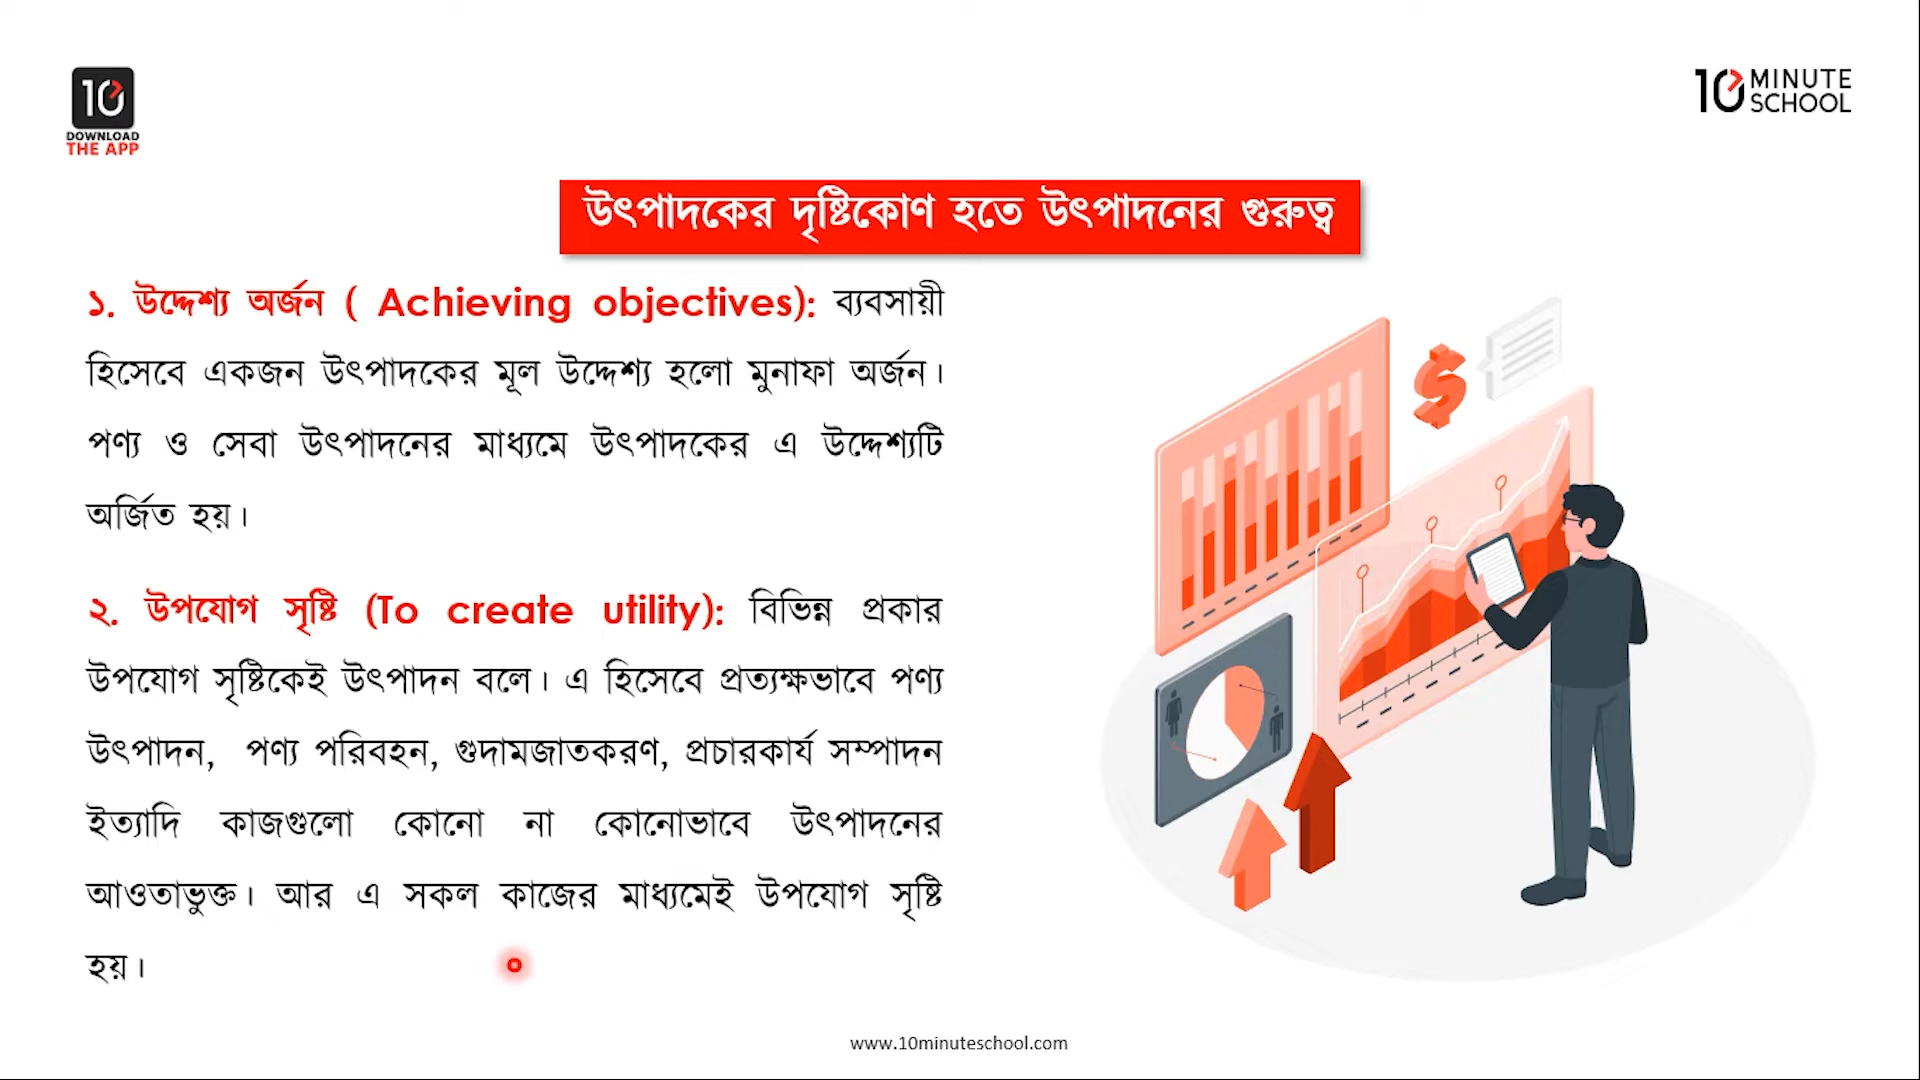 10
DOWNLOAD
THE APP
10 MINUTE
SCHOOL
উৎপাদকের দৃষ্টিকোণ হতে উৎপাদনের গুরুত্ব
১. উদ্দেশ্য অর্জন ( Achieving objectives): ব্যবসায়ী
হিসেবে একজন উৎপাদকের মূল উদ্দেশ্য হলো মুনাফা অর্জন।
পণ্য ও সেবা উৎপাদনের মাধ্যমে উৎপাদকের এ উদ্দেশ্যটি
অর্জিত হয়।
২. উপযোগ সৃষ্টি (To create utility): বিভিন্ন প্রকার
উপযোগ সৃষ্টিকেই উৎপাদন বলে। এ হিসেবে প্রত্যক্ষভাবে পণ্য
উৎপাদন, পণ্য পরিবহন, গুদামজাতকরণ, প্রচারকার্য সম্পাদন
ইত্যাদি কাজগুলো কোনো না কোনোভাবে উৎপাদনের
আওতাভুক্ত। আর এ সকল কাজের মাধ্যমেই উপযোগ সৃষ্টি
হয়।
$
www.10minuteschool.com